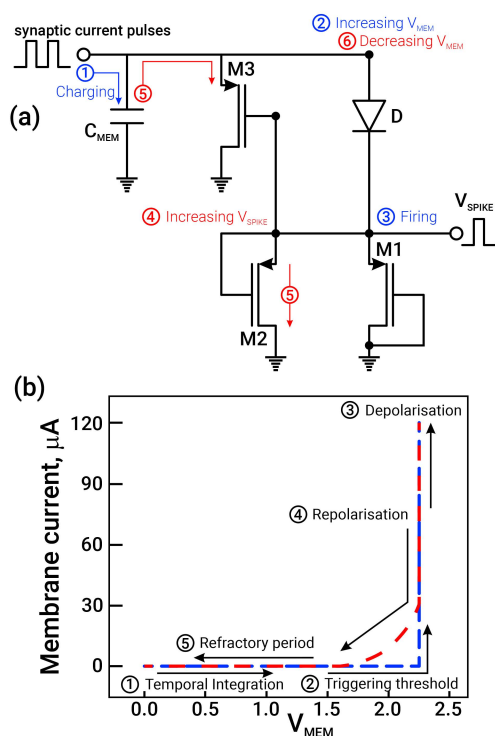 synaptic current pulses
② Increasing V_MEM
⑥ Decreasing V_MEM
① Charging
⑤
M3
(a)
C_MEM
D
V_SPIKE
④ Increasing V_SPIKE
③ Firing
M1
⑤
M2
(b)
Membrane current, μA
120
90
60
30
0
③ Depolarisation
④ Repolarisation
⑤ Refractory period
① Temporal Integration
② Triggering threshold
0.0 0.5 1.0 1.5 2.0 2.5
V_MEM